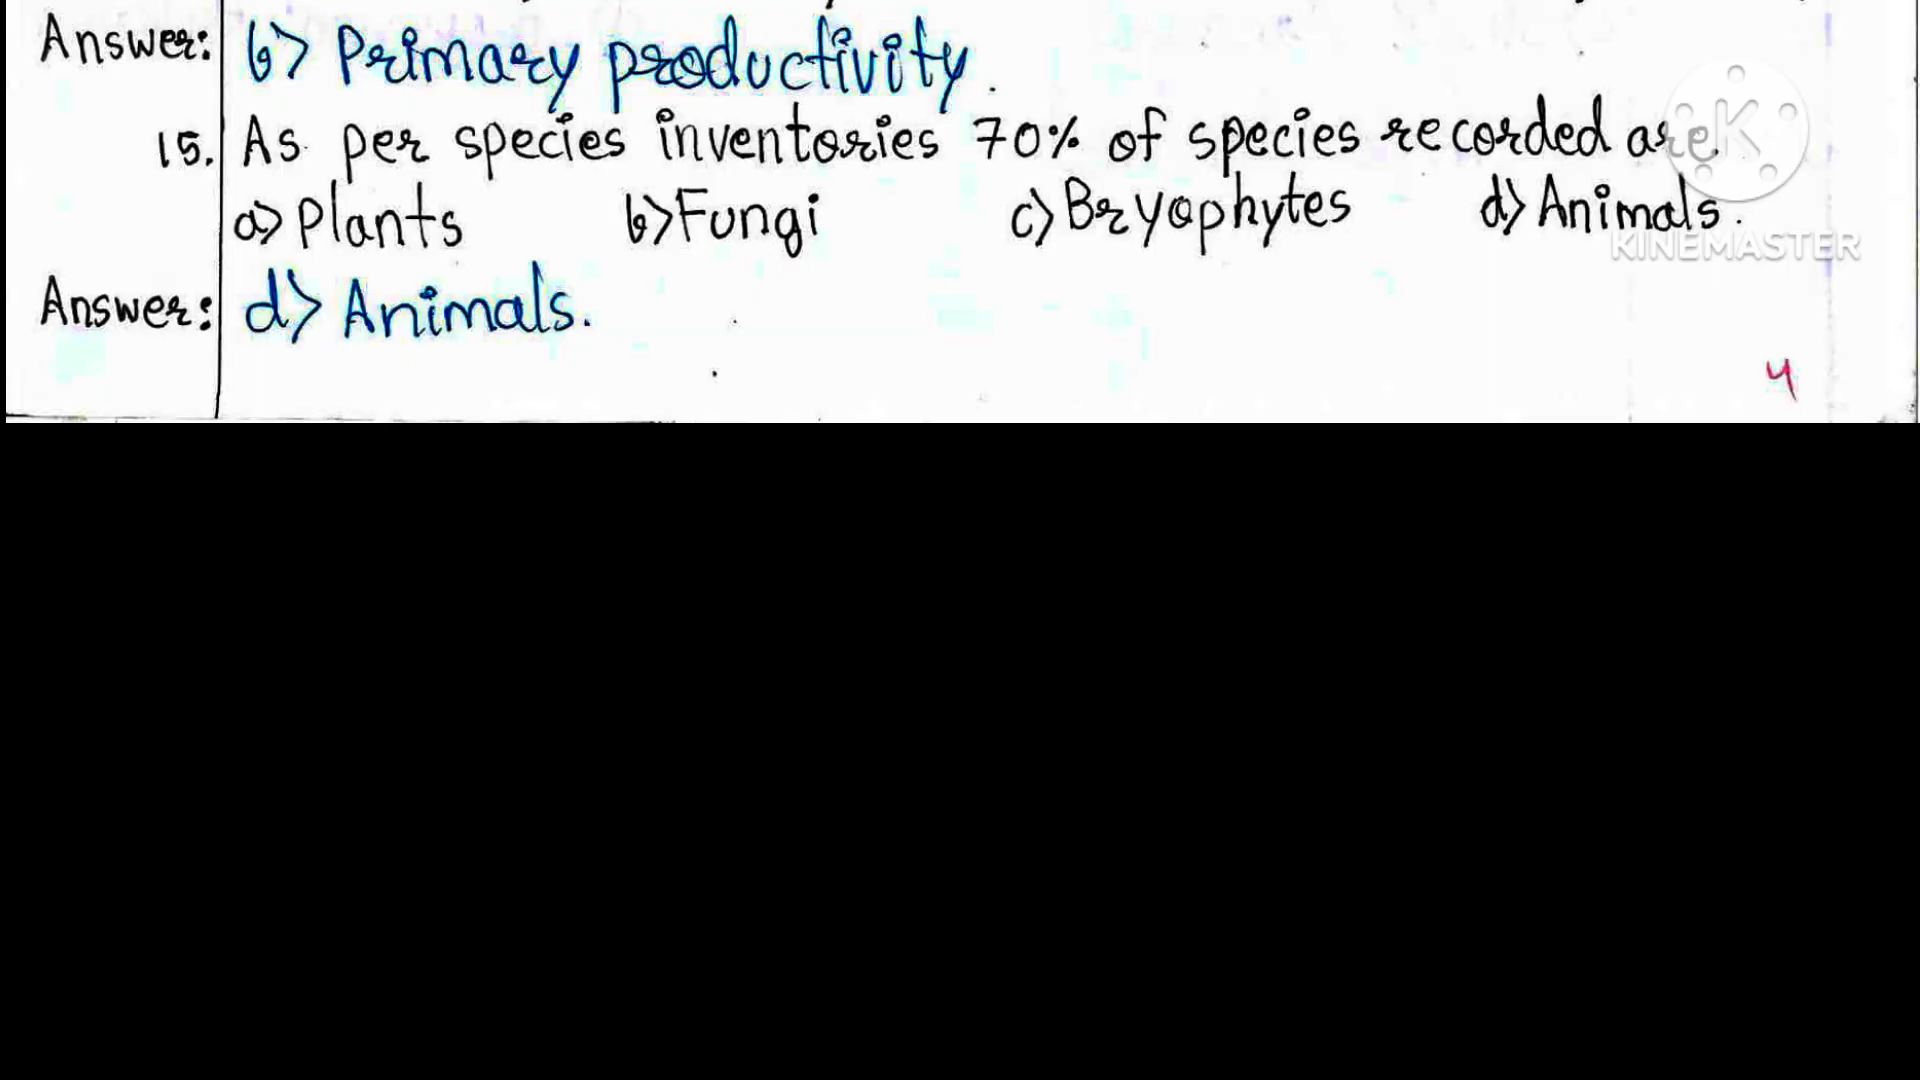 Answer: b> Primary productivity.
15. As per species inventories 70% of species recorded are.
a> Plants b> Fungi c> Bryophytes d> Animals.
KINEMASTER
Answer: d> Animals.
4